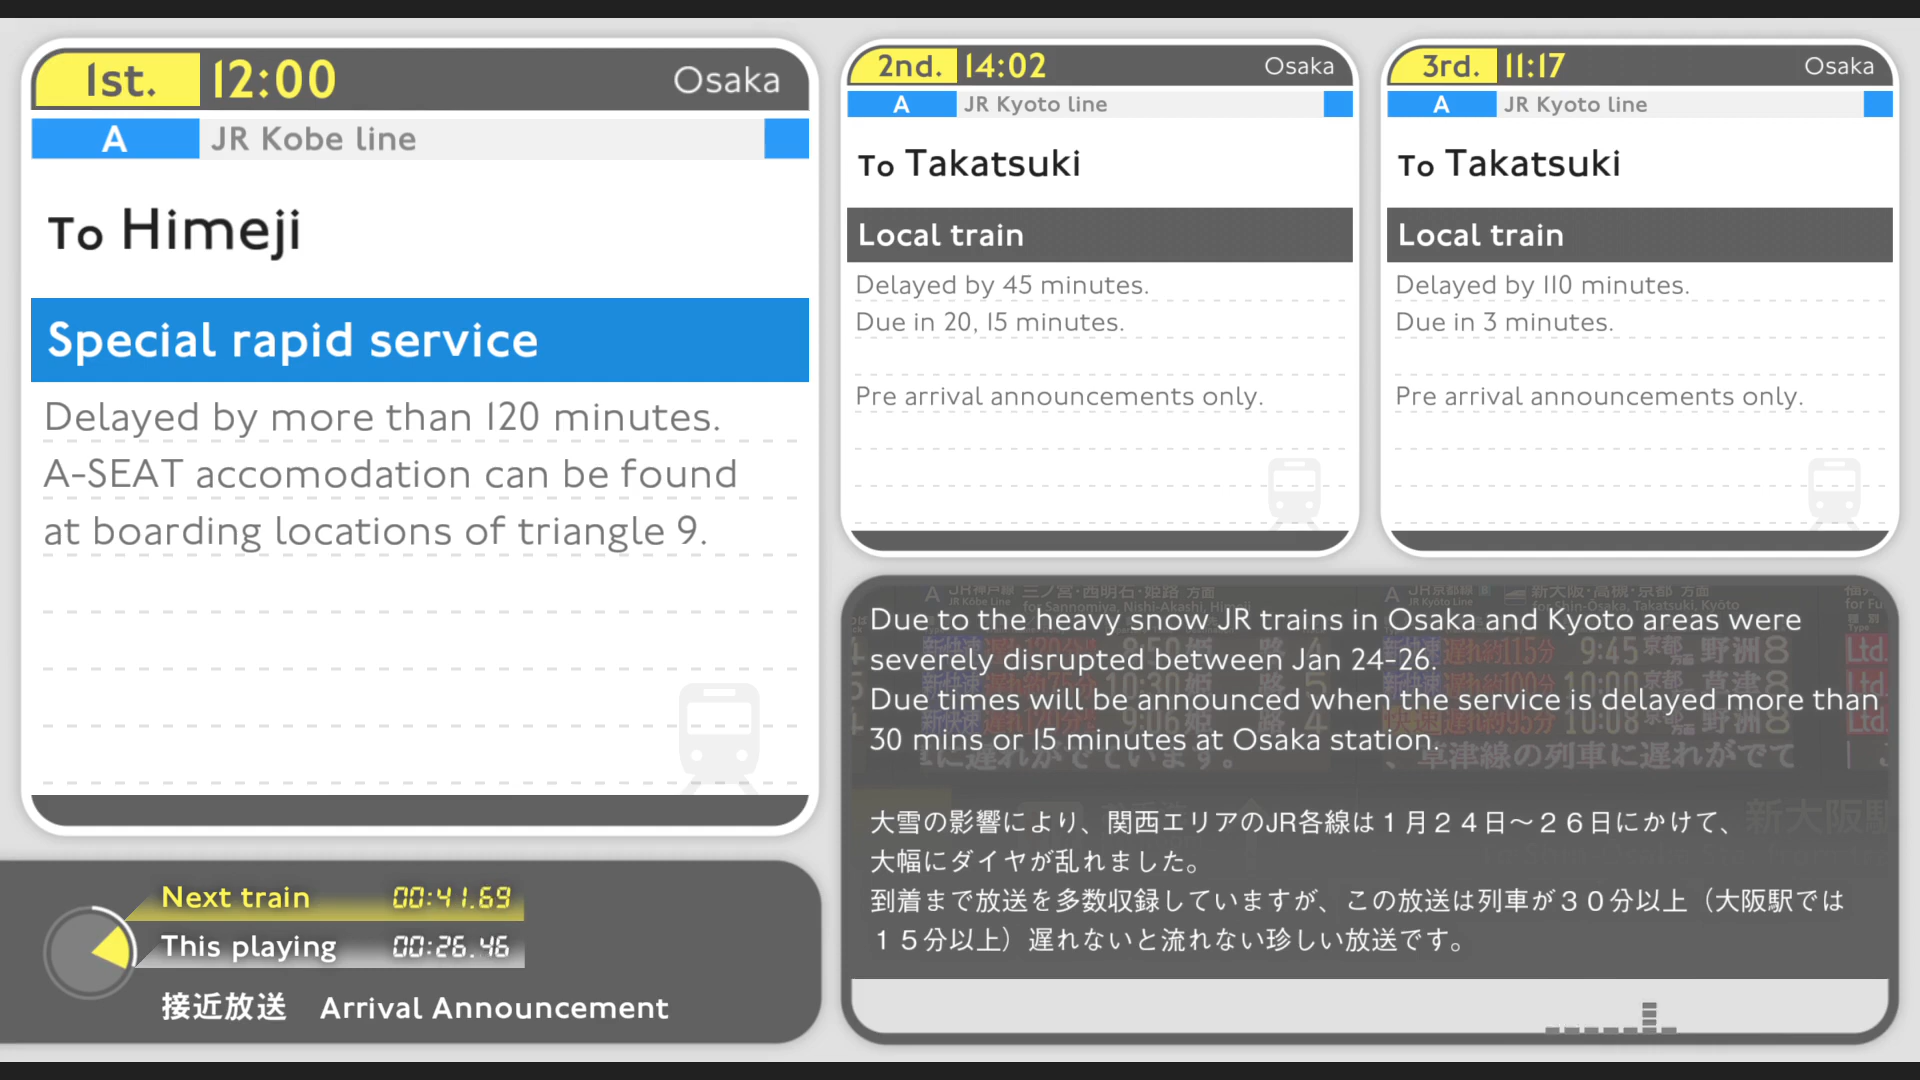 1st. 12:00 Osaka
A JR Kobe line
To Himeji
Special rapid service
Delayed by more than 120 minutes.
A-SEAT accomodation can be found
at boarding locations of triangle 9.
2nd. 14:02 Osaka
A JR Kyoto line
To Takatsuki
Local train
Delayed by 45 minutes.
Due in 20, 15 minutes.
Pre arrival announcements only.
3rd. 11:17 Osaka
A JR Kyoto line
To Takatsuki
Local train
Delayed by 110 minutes.
Due in 3 minutes.
Pre arrival announcements only.
Due to the heavy snow JR trains in Osaka and Kyoto areas were
severely disrupted between Jan 24-26.
Due times will be announced when the service is delayed more than
30 mins or 15 minutes at Osaka station.
大雪の影響により、関西エリアのJR各線は１月２４日～２６日にかけて、
大幅にダイヤが乱れました。
到着まで放送を多数収録していますが、この放送は列車が３０分以上（大阪駅では
１５分以上）遅れないと流れない珍しい放送です。
Next train 00:41.69
This playing 00:26.46
接近放送 Arrival Announcement